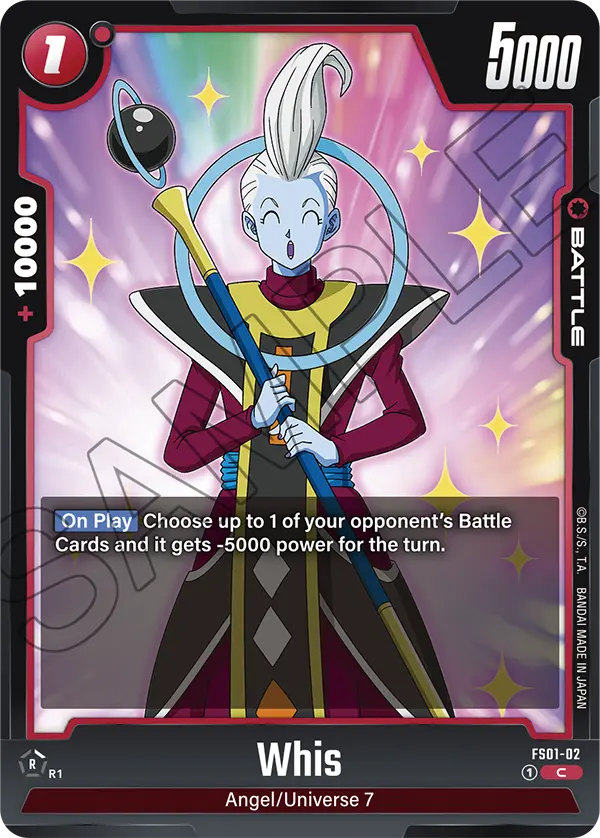 1
5000
+10000
BATTLE
SAMPLE
On Play Choose up to 1 of your opponent's Battle
Cards and it gets -5000 power for the turn.
©B.S./S., T.A. BANDAI MADE IN JAPAN
R
R1
Whis
FS01-02
1 C
Angel/Universe 7